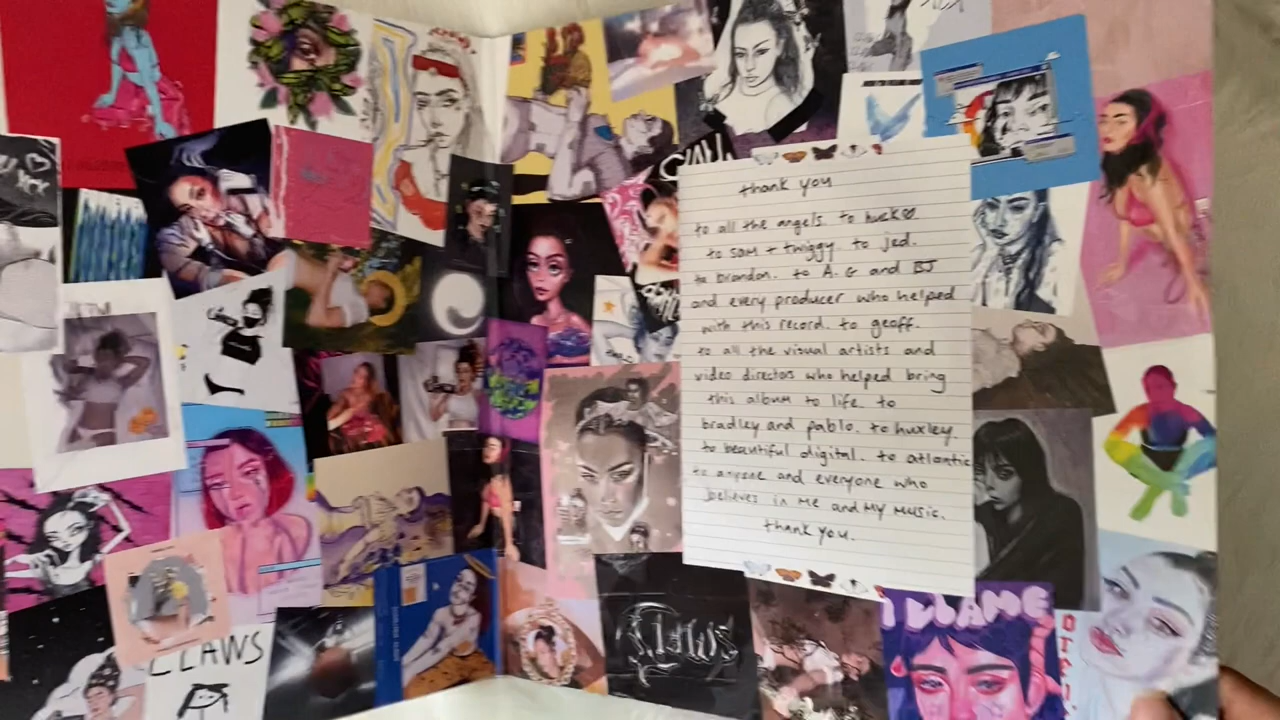 thank you
to all the angels. to huck♡
to sam + twiggy. to jed.
to brandon. to A. G and BJ
and every producer who helped
with this record. to geoff.
to all the visual artists and
video directors who helped bring
this album to life. to
bradley and pablo. to huxley.
to beautiful digital. to atlantic
to anyone and everyone who
believes in me and my music.
thank you.
CLAWS
CLAWS